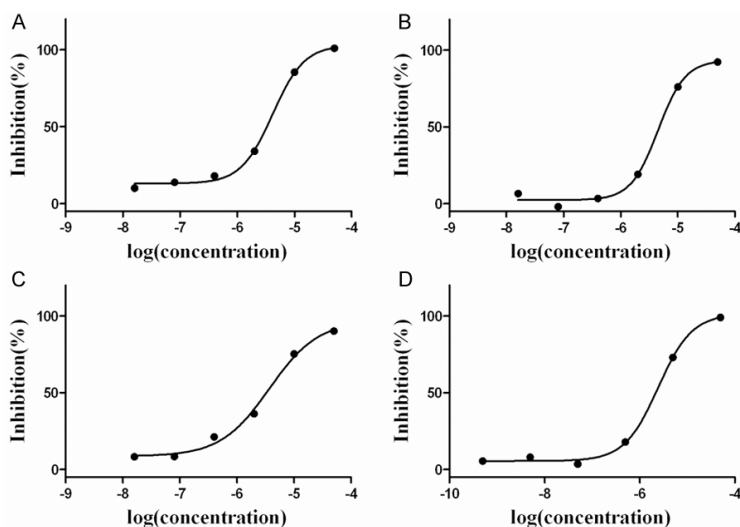 A
100
50
0
Inhibition(%)
-9 -8 -7 -6 -5 -4
log(concentration)
B
100
50
0
Inhibition(%)
-9 -8 -7 -6 -5 -4
log(concentration)
C
100
50
0
Inhibition(%)
-9 -8 -7 -6 -5 -4
log(concentration)
D
100
50
0
Inhibition(%)
-10 -8 -6 -4
log(concentration)